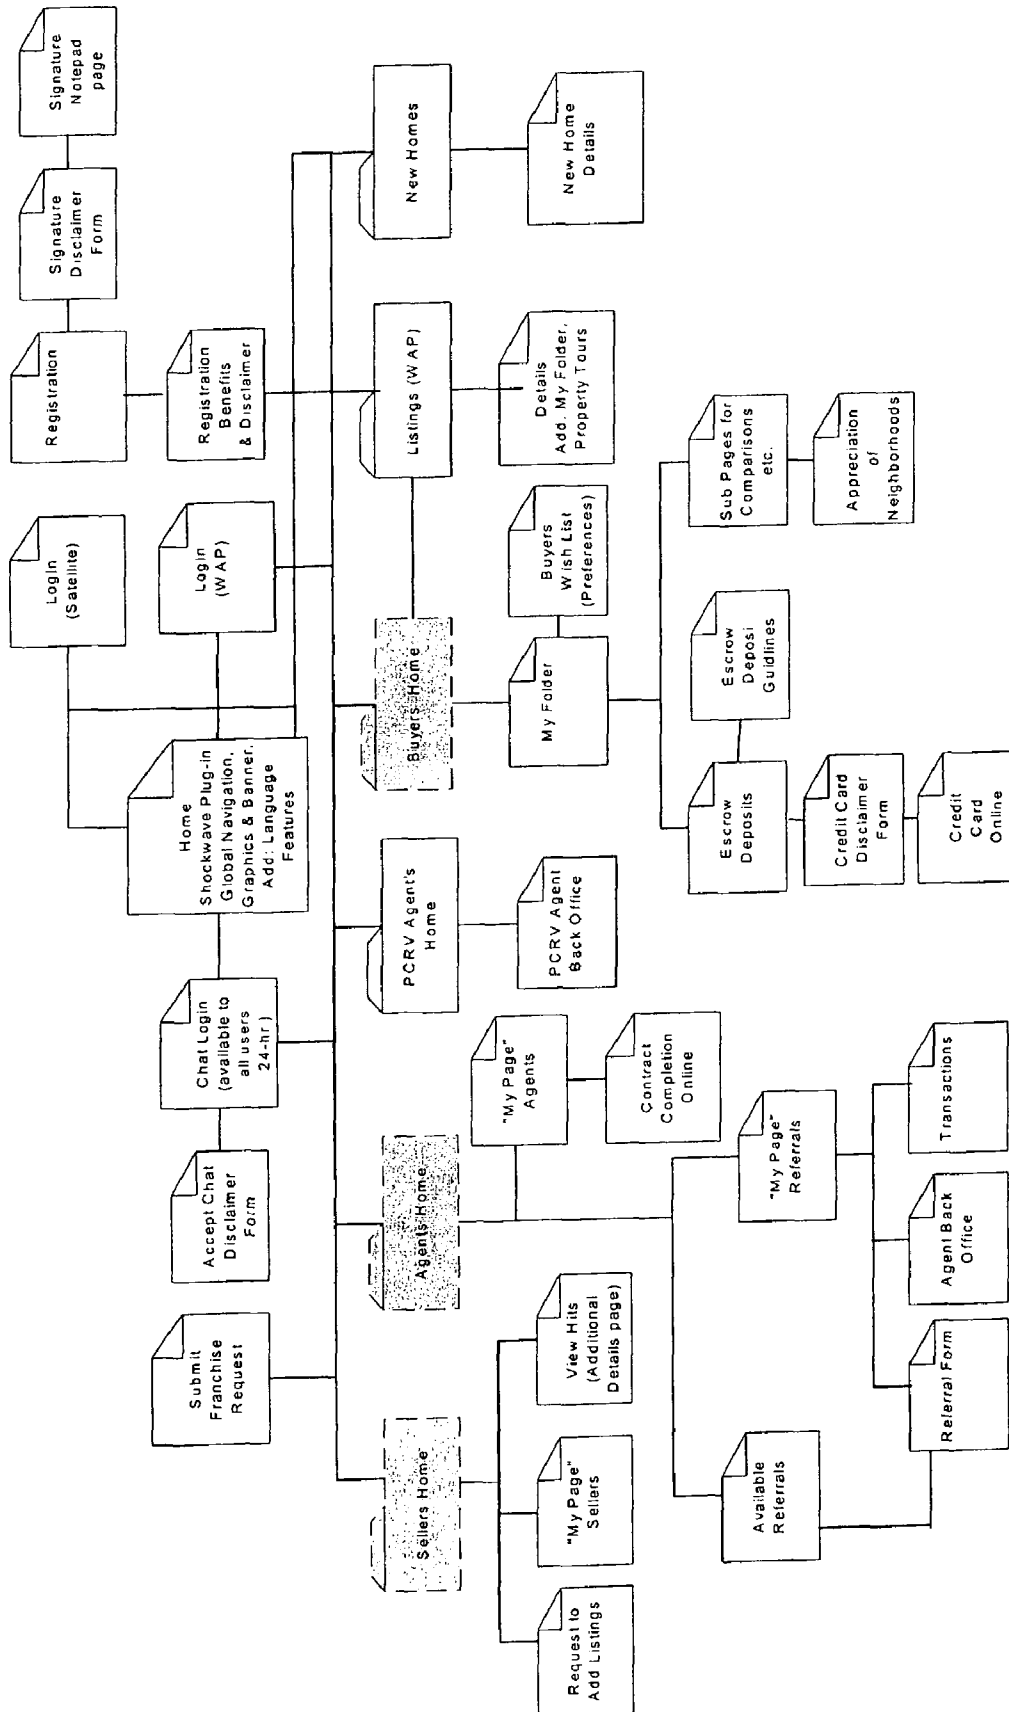 Signature
Notepad
page
Signature
Disclaimer
Form
Registration
Registration
Benefits
& Disclaimer
Login
(Satellite)
Login
(WAP)
Home
Shockwave Plug-in
Global Navigation,
Graphics & Banner.
Add: Language
Features
Chat Login
(available to
all users
24-hr)
Accept Chat
Disclaimer
Form
Submit
Franchise
Request
Sellers Home
Agents Home
PCRV Agent's
Home
Buyers Home
Listings (WAP)
New Homes
Request to
Add Listings
"My Page"
Sellers
View Hits
(Additional
Details page)
"My Page"
Agents
Contract
Completion
Online
PCRV Agent
Back Office
My Folder
Buyers
Wish List
(Preferences)
Details
Add. My Folder,
Property Tours
New Home
Details
Available
Referrals
"My Page"
Referrals
Referral Form
Agent Back
Office
Transactions
Escrow
Deposits
Escrow
Deposi
Guidlines
Credit Card
Disclaimer
Form
Credit
Card
Online
Sub Pages for
Comparisons
etc.
Appreciation
of
Neighborhoods